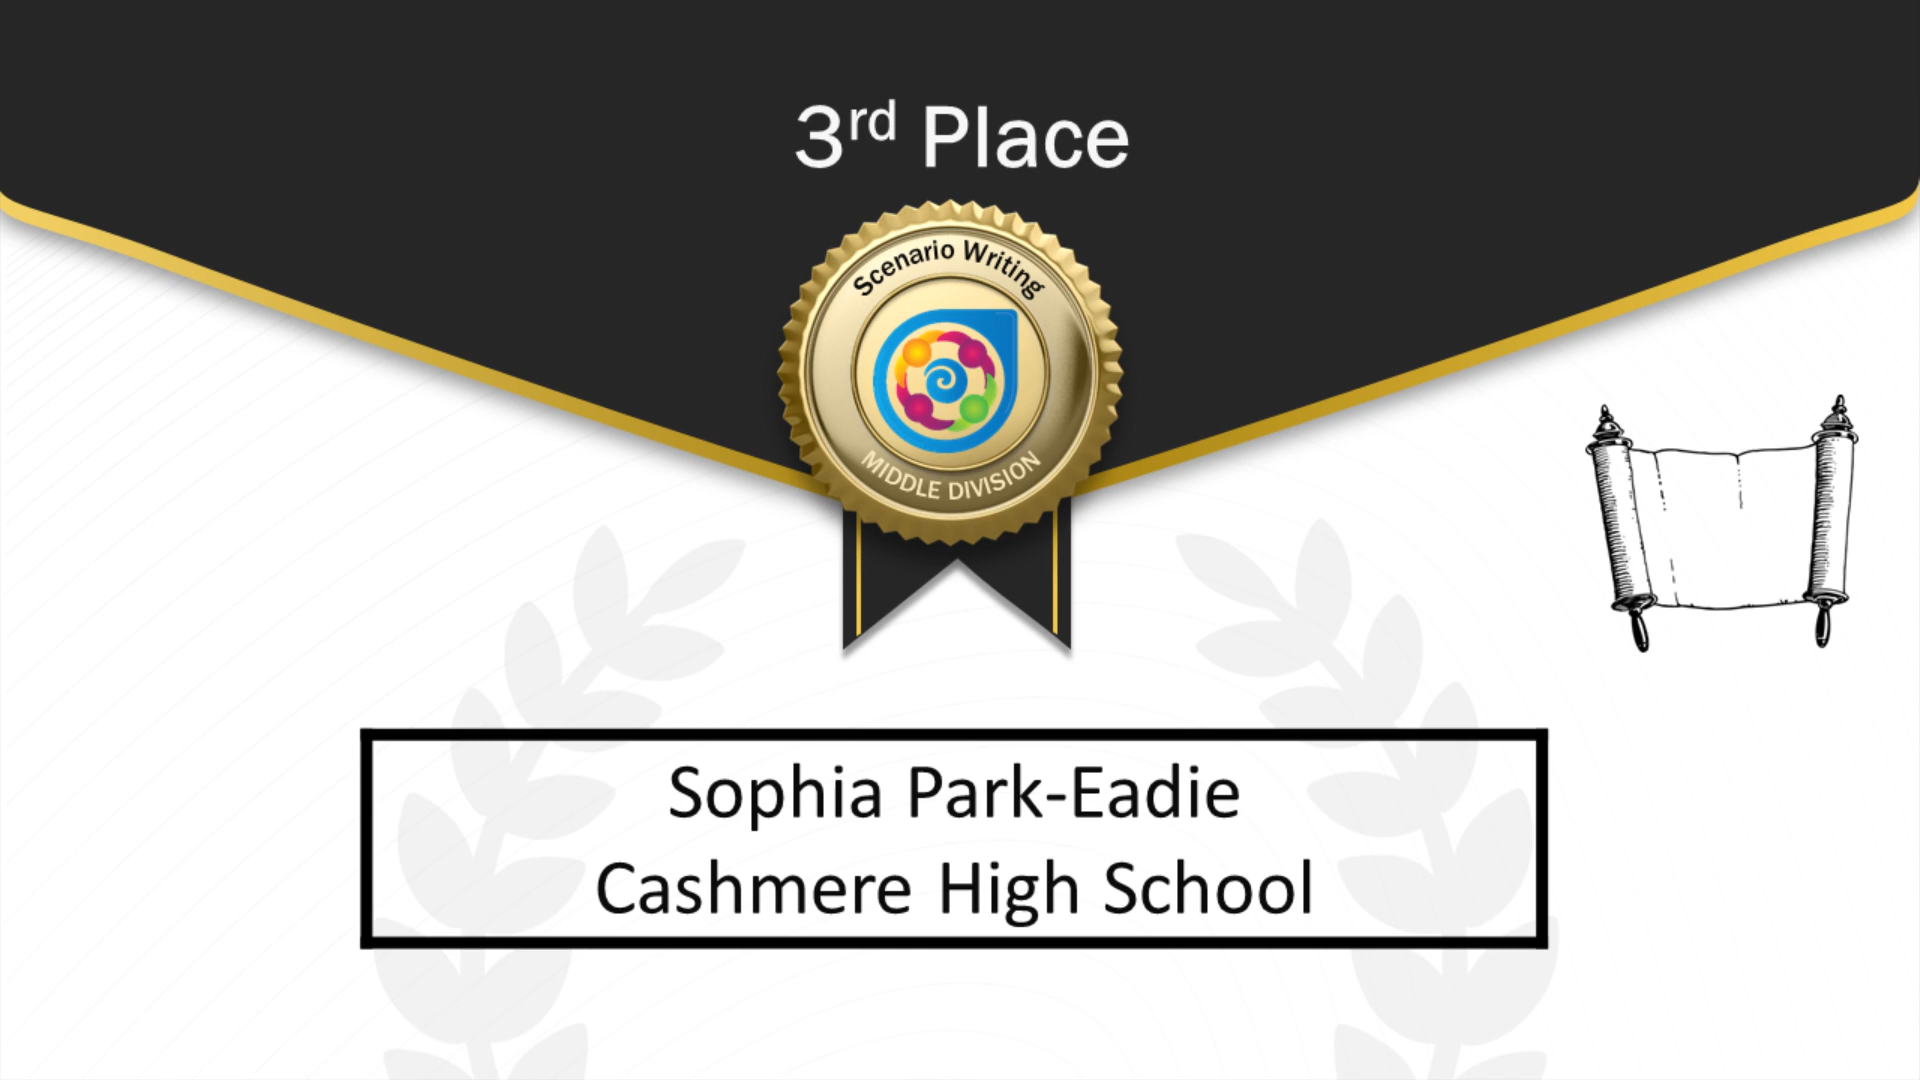 3rd Place
Scenario Writing
MIDDLE DIVISION
Sophia Park-Eadie
Cashmere High School